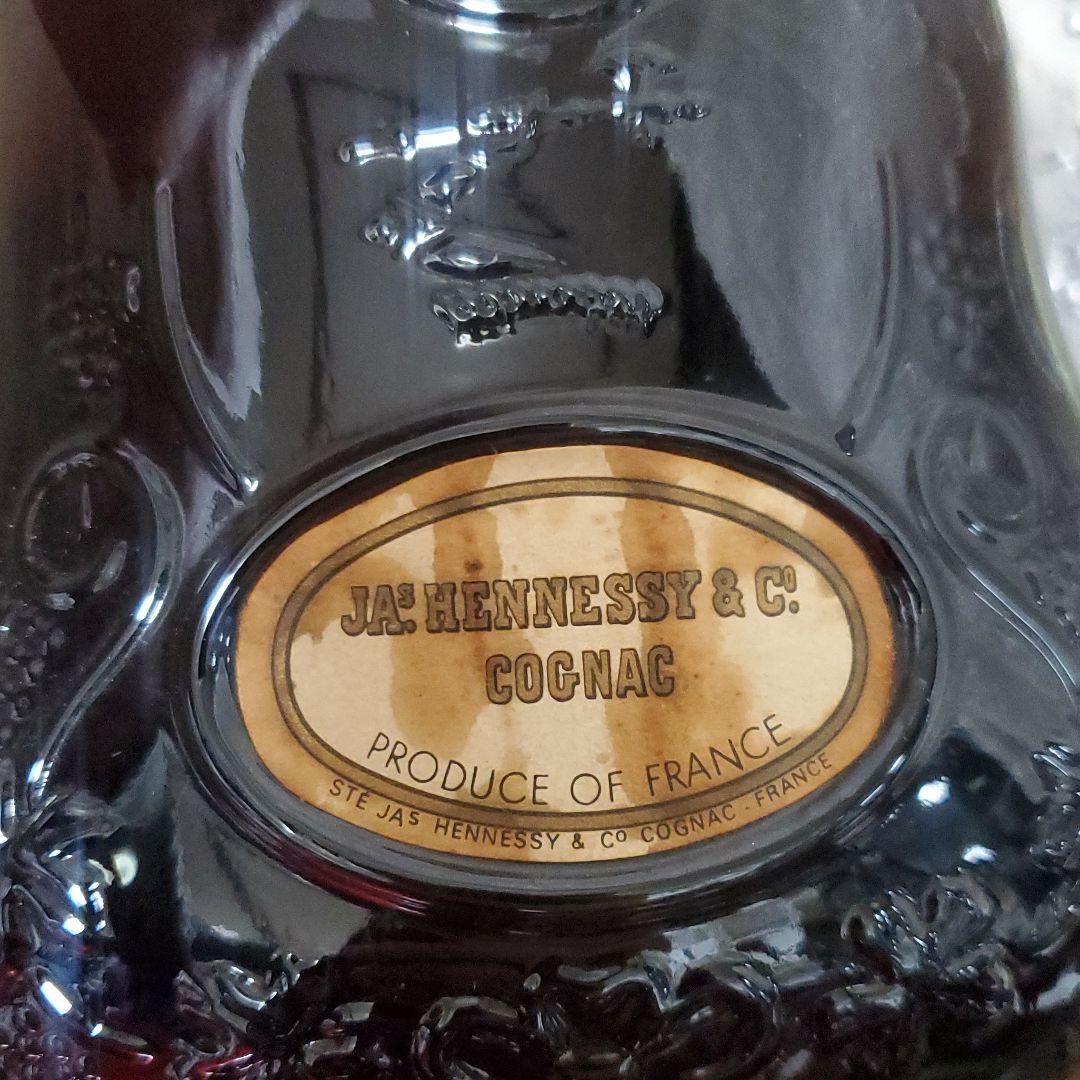 JAS. HENNESSY & CO.
COGNAC
PRODUCE OF FRANCE
STÉ JAS HENNESSY & CO COGNAC - FRANCE